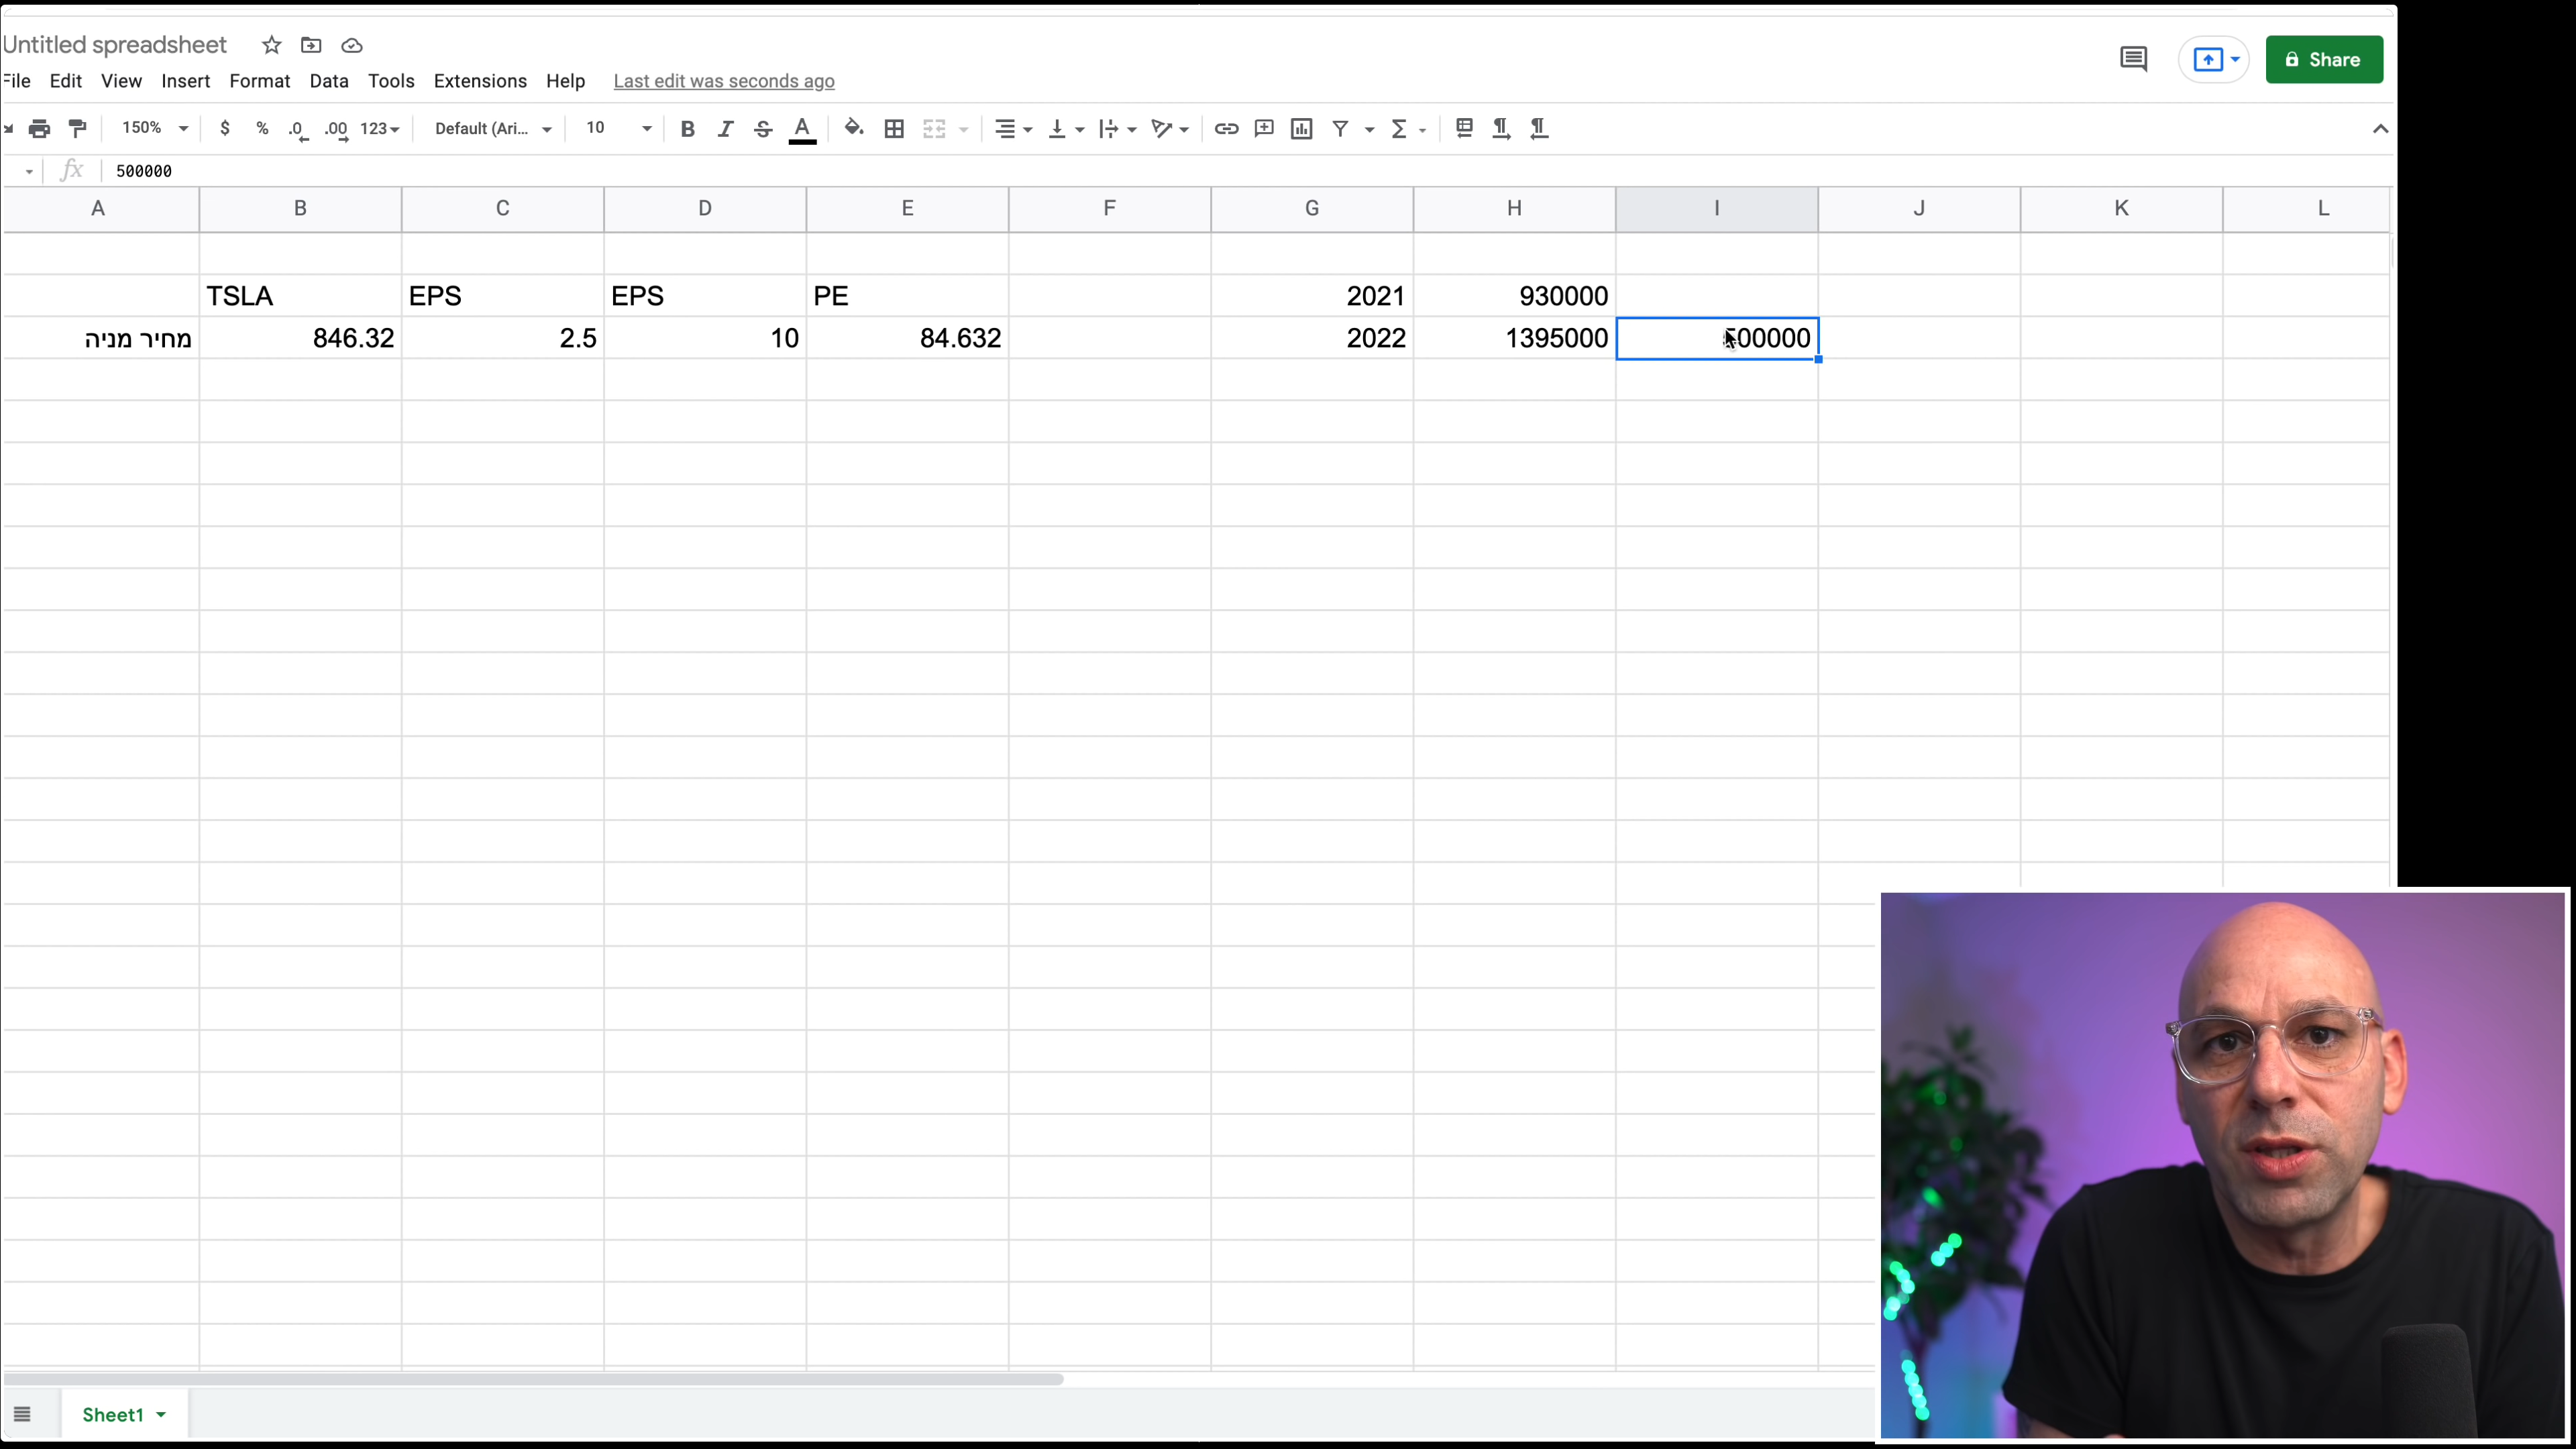 Untitled spreadsheet
File Edit View Insert Format Data Tools Extensions Help Last edit was seconds ago
Share
150% $ % .0 .00 123 Default (Ari... 10 B I S A
fx 500000
A B C D E F G H I J K L
TSLA EPS EPS PE 2021 930000
מחיר מניה 846.32 2.5 10 84.632 2022 1395000 500000
Sheet1